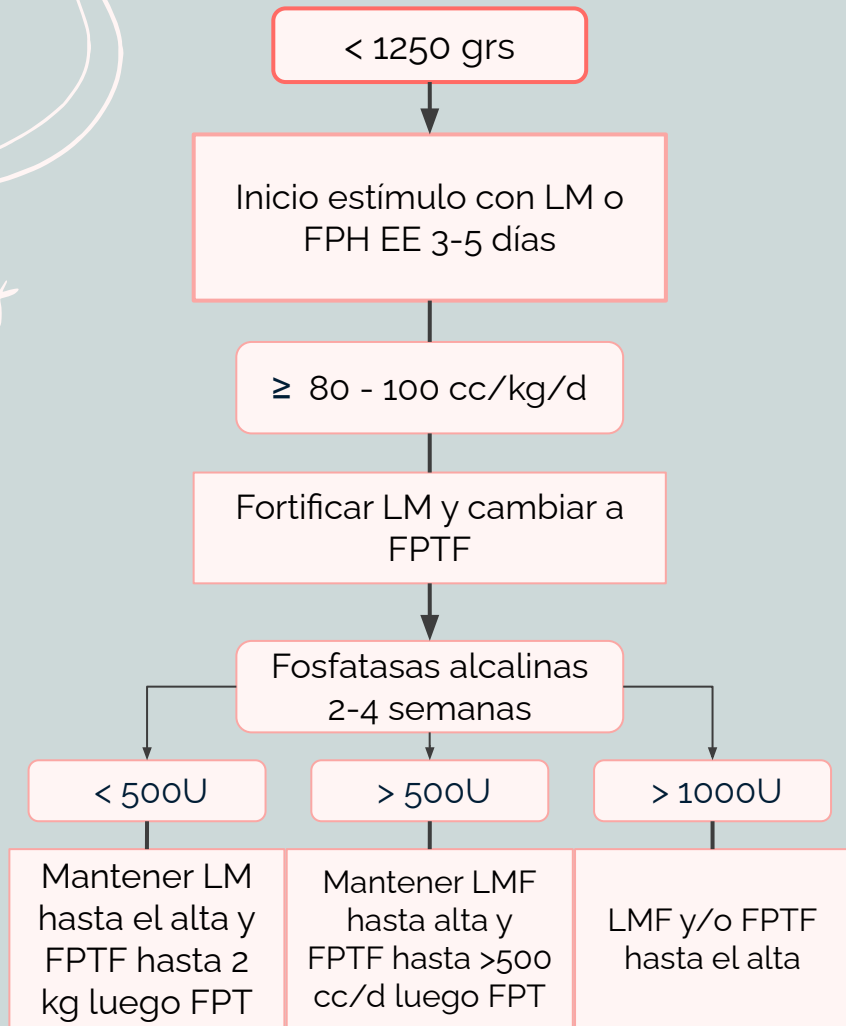 < 1250 grs
Inicio estímulo con LM o
FPH EE 3-5 días
≥ 80 - 100 cc/kg/d
Fortificar LM y cambiar a
FPTF
Fosfatasas alcalinas
2-4 semanas
< 500U
> 500U
> 1000U
Mantener LM
hasta el alta y
FPTF hasta 2
kg luego FPT
Mantener LMF
hasta alta y
FPTF hasta >500
cc/d luego FPT
LMF y/o FPTF
hasta el alta